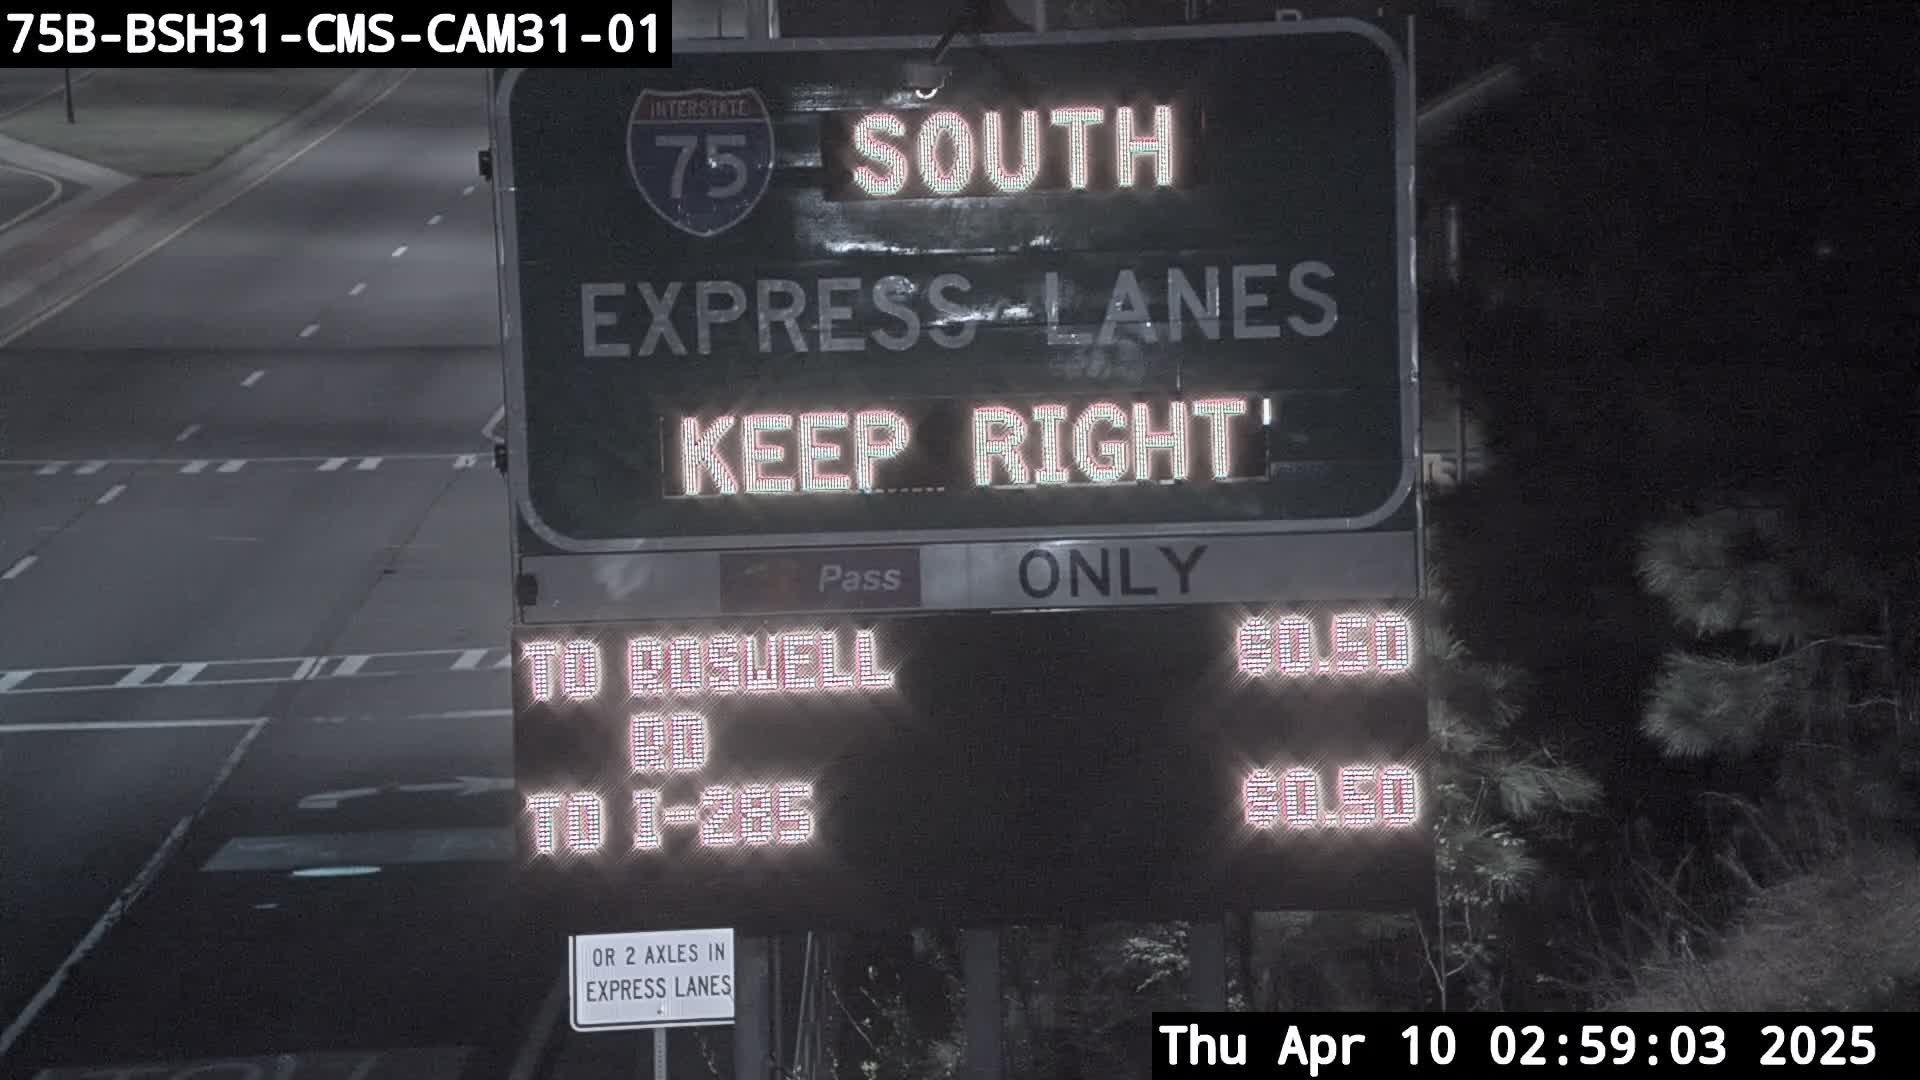 75B-BSH31-CMS-CAM31-01
INTERSTATE
75
SOUTH
EXPRESS LANES
KEEP RIGHT
Pass ONLY
TO ROSWELL $0.50
RD
TO I-285 $0.50
OR 2 AXLES IN
EXPRESS LANES
Thu Apr 10 02:59:03 2025